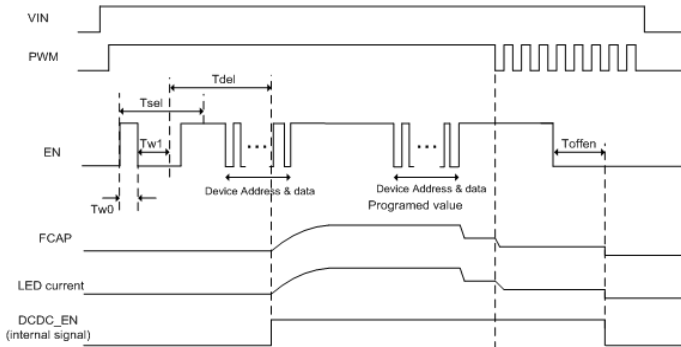 VIN
PWM
Tdel
Tsel
Tw1
Toffen
EN
...
...
Device Address & data
Device Address & data
Programed value
Tw0
FCAP
LED current
DCDC_EN
(internal signal)